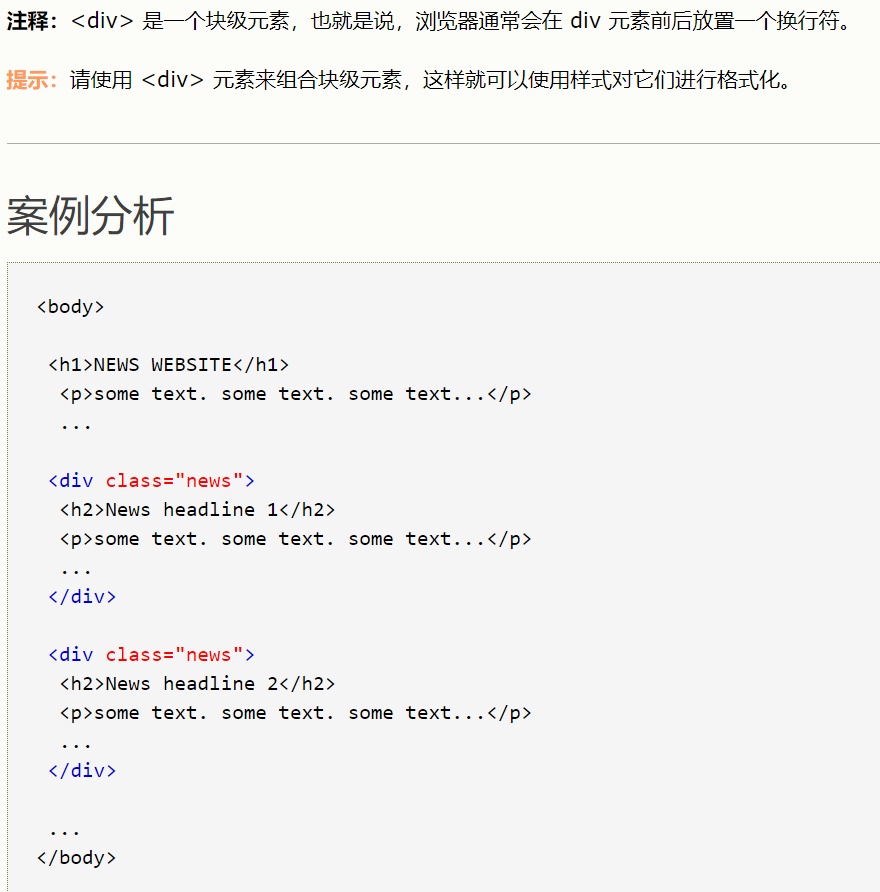 注释：<div> 是一个块级元素，也就是说，浏览器通常会在 div 元素前后放置一个换行符。
提示：请使用 <div> 元素来组合块级元素，这样就可以使用样式对它们进行格式化。
案例分析
<body>
<h1>NEWS WEBSITE</h1>
<p>some text. some text. some text...</p>
...
<div class="news">
<h2>News headline 1</h2>
<p>some text. some text. some text...</p>
...
</div>
<div class="news">
<h2>News headline 2</h2>
<p>some text. some text. some text...</p>
...
</div>
...
</body>